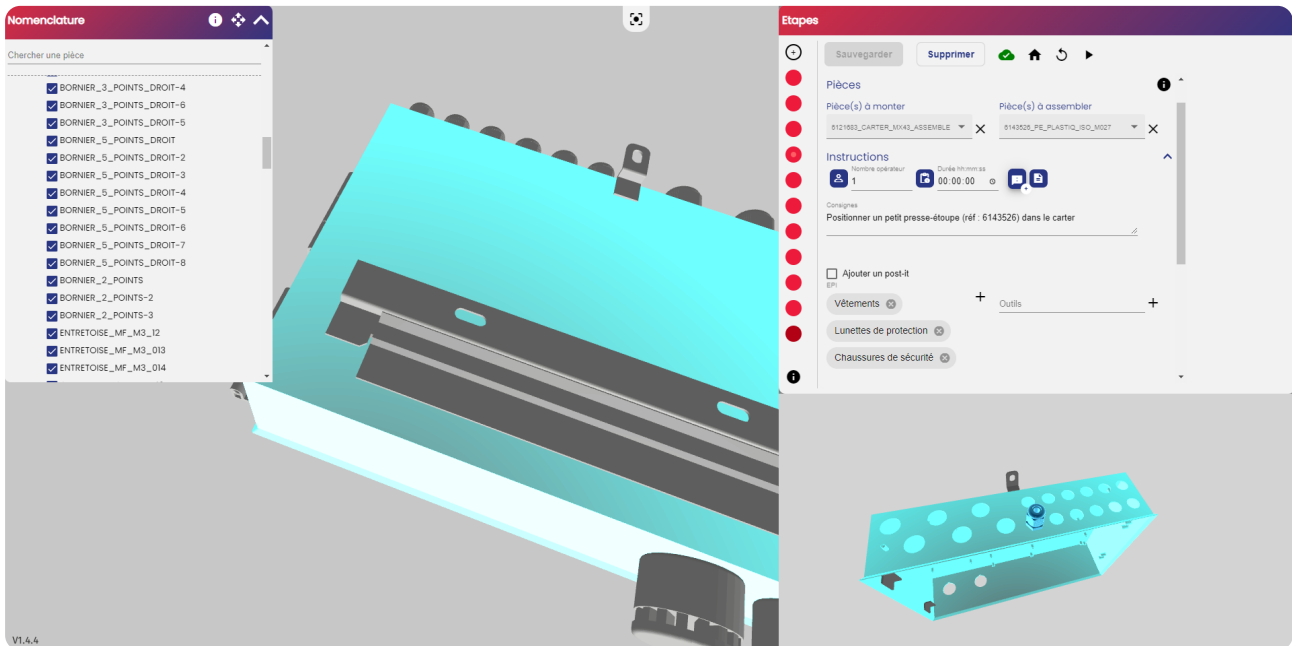 Nomenclature
Chercher une pièce
BORNIER_3_POINTS_DROIT-4
BORNIER_3_POINTS_DROIT-6
BORNIER_3_POINTS_DROIT-5
BORNIER_5_POINTS_DROIT
BORNIER_5_POINTS_DROIT-2
BORNIER_5_POINTS_DROIT-3
BORNIER_5_POINTS_DROIT-4
BORNIER_5_POINTS_DROIT-5
BORNIER_5_POINTS_DROIT-6
BORNIER_5_POINTS_DROIT-7
BORNIER_5_POINTS_DROIT-8
BORNIER_2_POINTS
BORNIER_2_POINTS-2
BORNIER_2_POINTS-3
ENTRETOISE_MF_M3_12
ENTRETOISE_MF_M3_013
ENTRETOISE_MF_M3_014
V1.4.4
Etapes
Sauvegarder Supprimer
Pièces
Pièce(s) à monter Pièce(s) à assembler
6121683_CARTER_MX43_ASSEMBLE 6143526_PE_PLASTIQ_ISO_M027
Instructions
Nombre opérateur Durée hh:mm:ss
1 00:00:00
Consignes
Positionner un petit presse-étoupe (réf : 6143526) dans le carter
Ajouter un post-it
EPI
Vêtements Outils
Lunettes de protection
Chaussures de sécurité